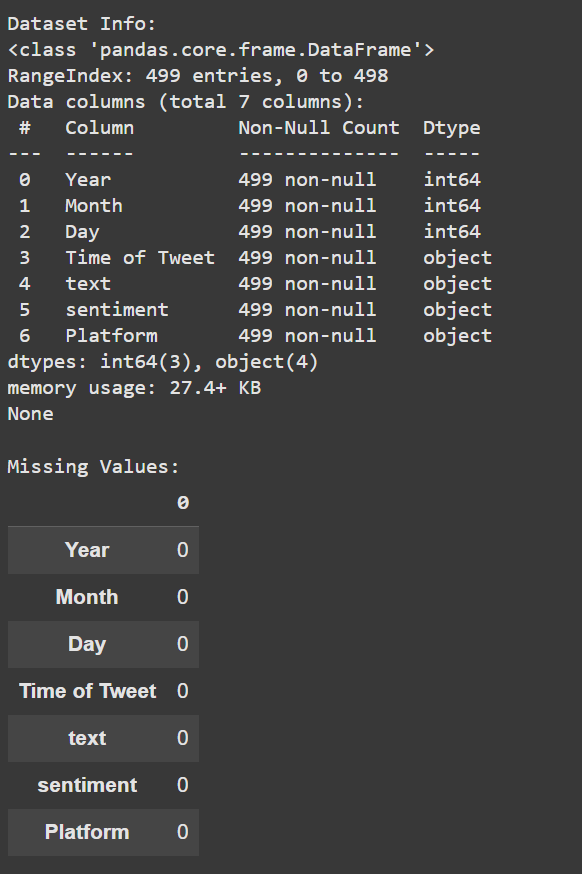 Dataset Info:
<class 'pandas.core.frame.DataFrame'>
RangeIndex: 499 entries, 0 to 498
Data columns (total 7 columns):
 #   Column         Non-Null Count  Dtype
---  ------         --------------  -----
 0   Year           499 non-null    int64
 1   Month          499 non-null    int64
 2   Day            499 non-null    int64
 3   Time of Tweet  499 non-null    object
 4   text           499 non-null    object
 5   sentiment      499 non-null    object
 6   Platform       499 non-null    object
dtypes: int64(3), object(4)
memory usage: 27.4+ KB
None
Missing Values:
0
Year 0
Month 0
Day 0
Time of Tweet 0
text 0
sentiment 0
Platform 0